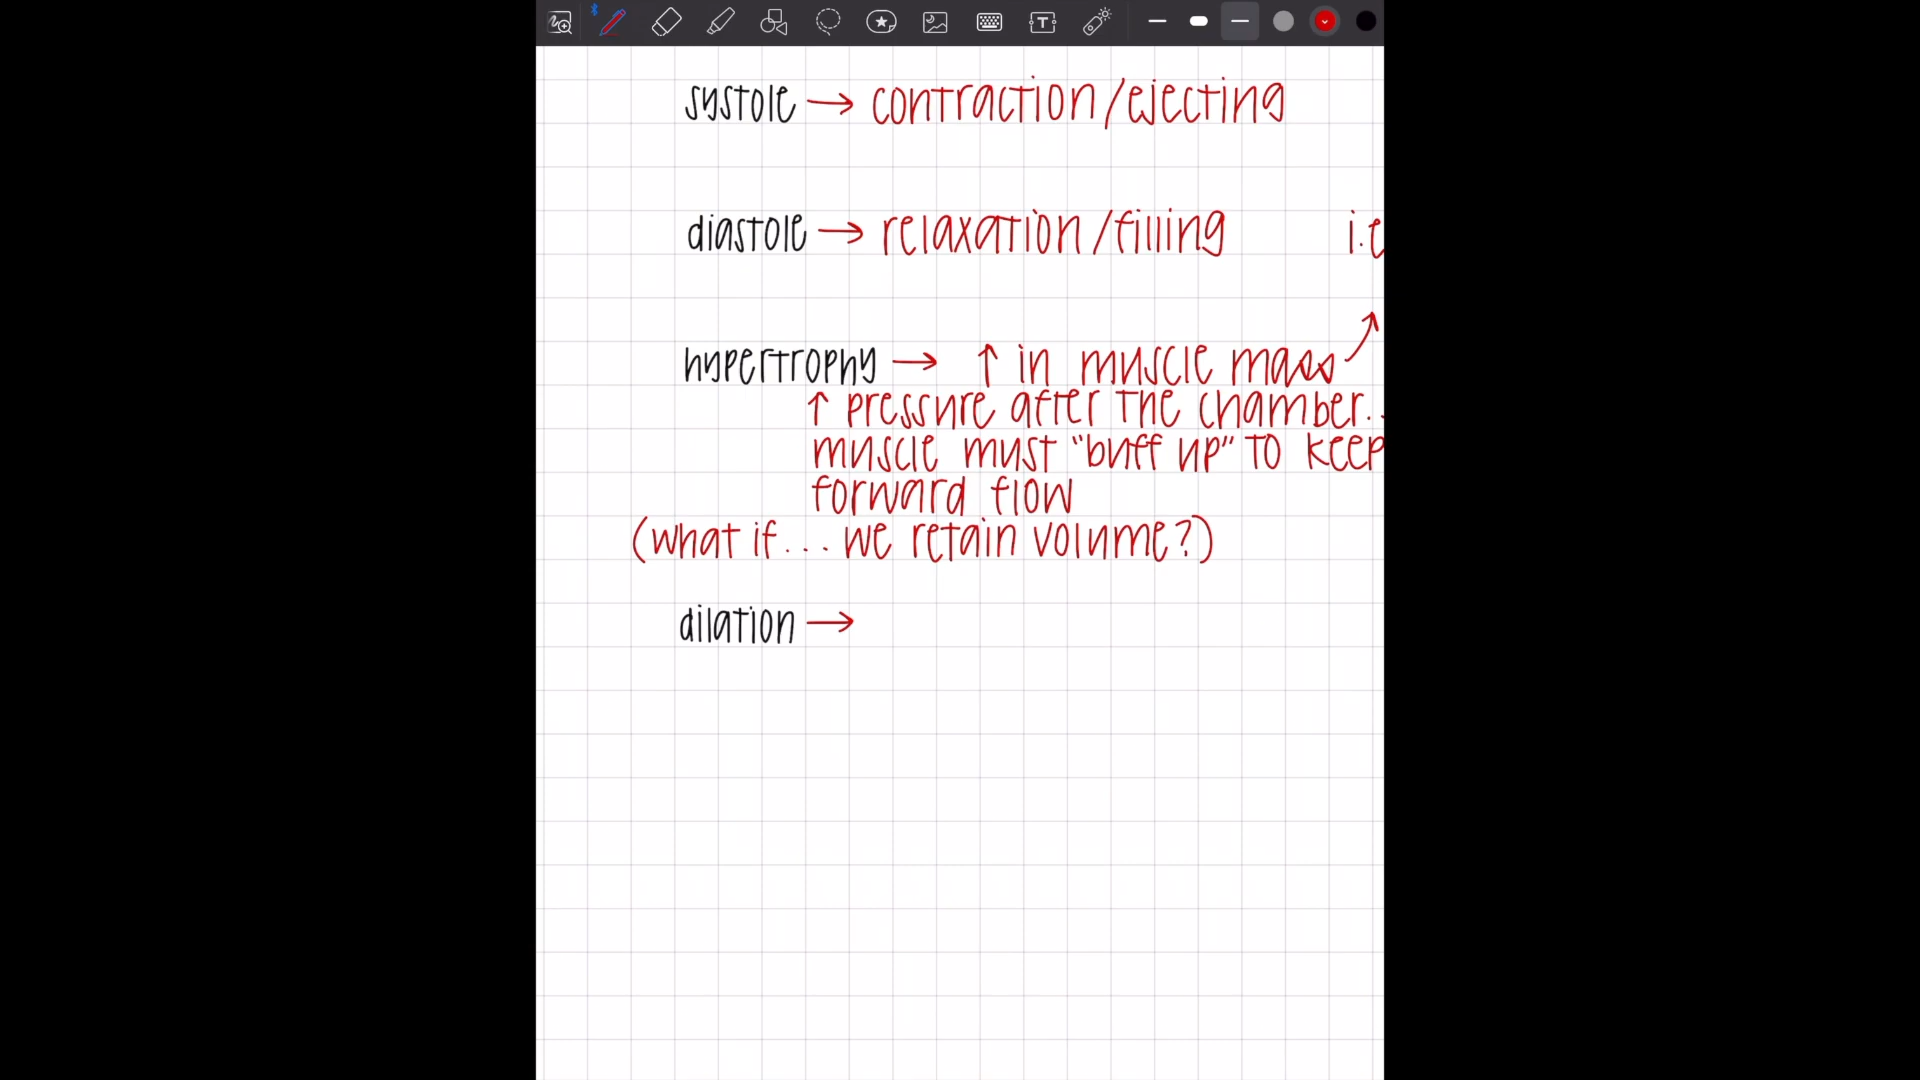 systole → contraction/ejecting
diastole → relaxation/filling i.e
hypertrophy → ↑ in muscle mass
↑ pressure after the chamber..
muscle must "buff up" to keep
forward flow
(what if... we retain volume?)
dilation →